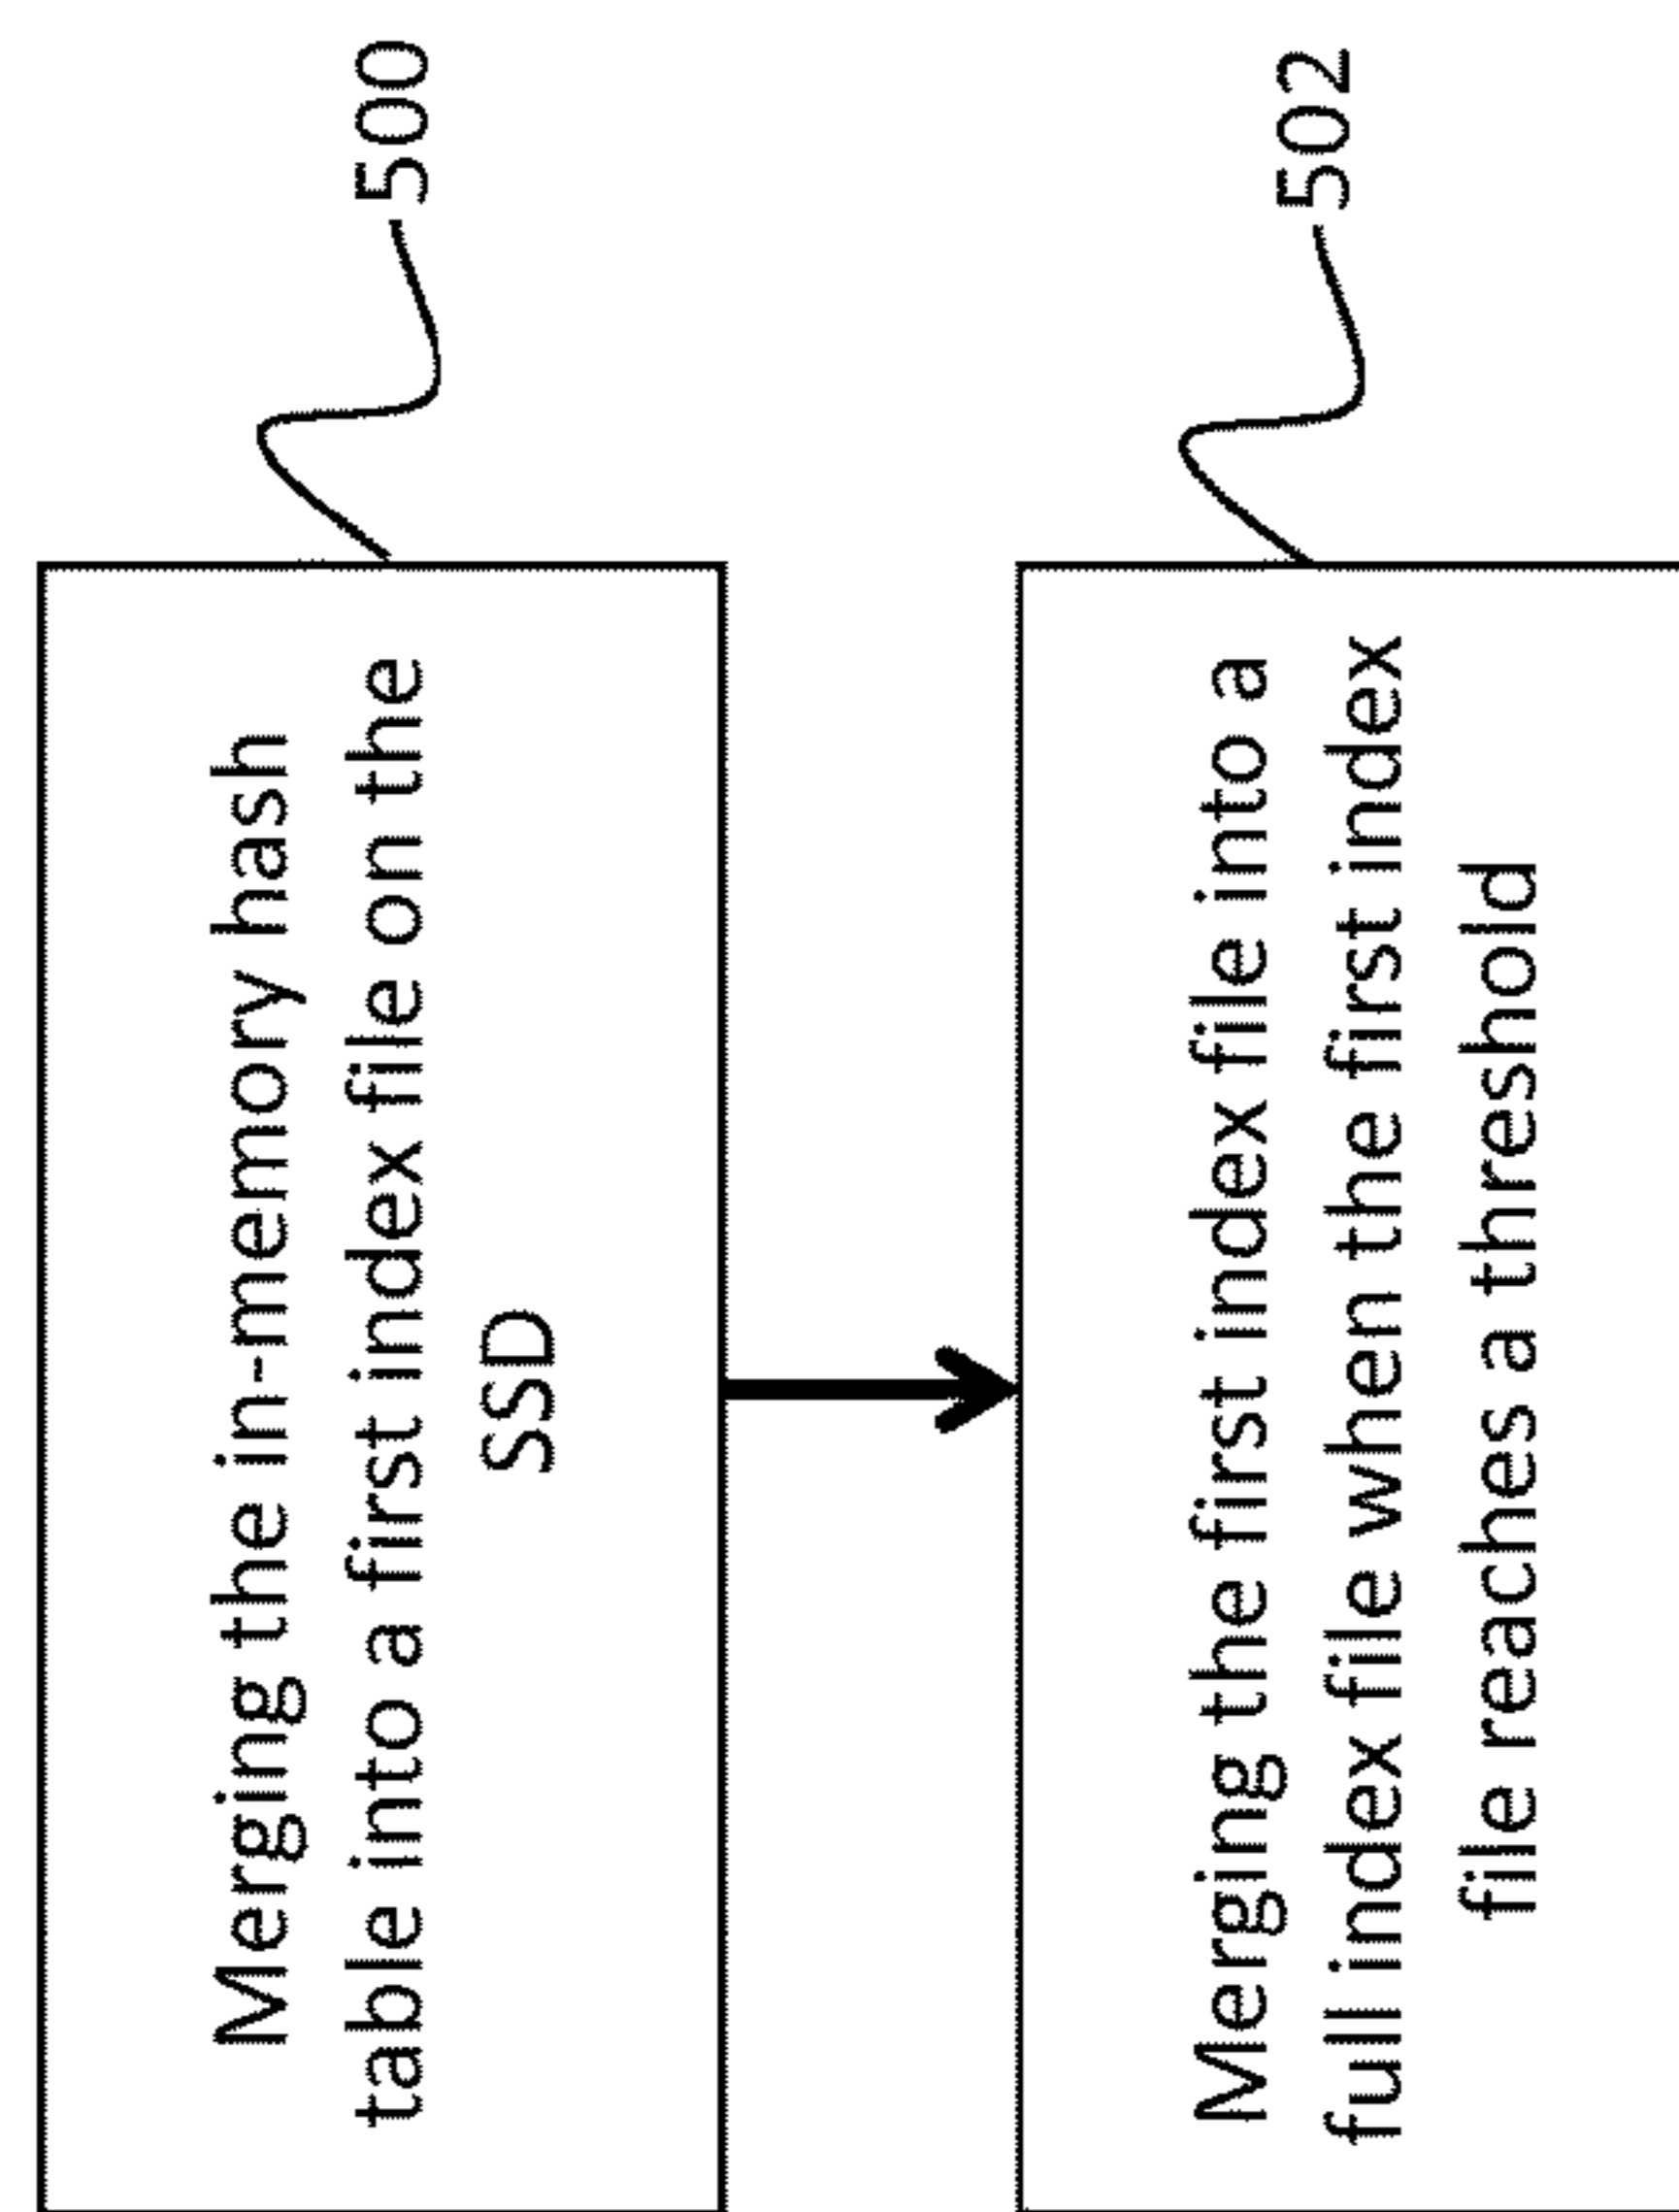 Merging the in-memory hash
table into a first index file on the
SSD
500
Merging the first index file into a
full index file when the first index
file reaches a threshold
502